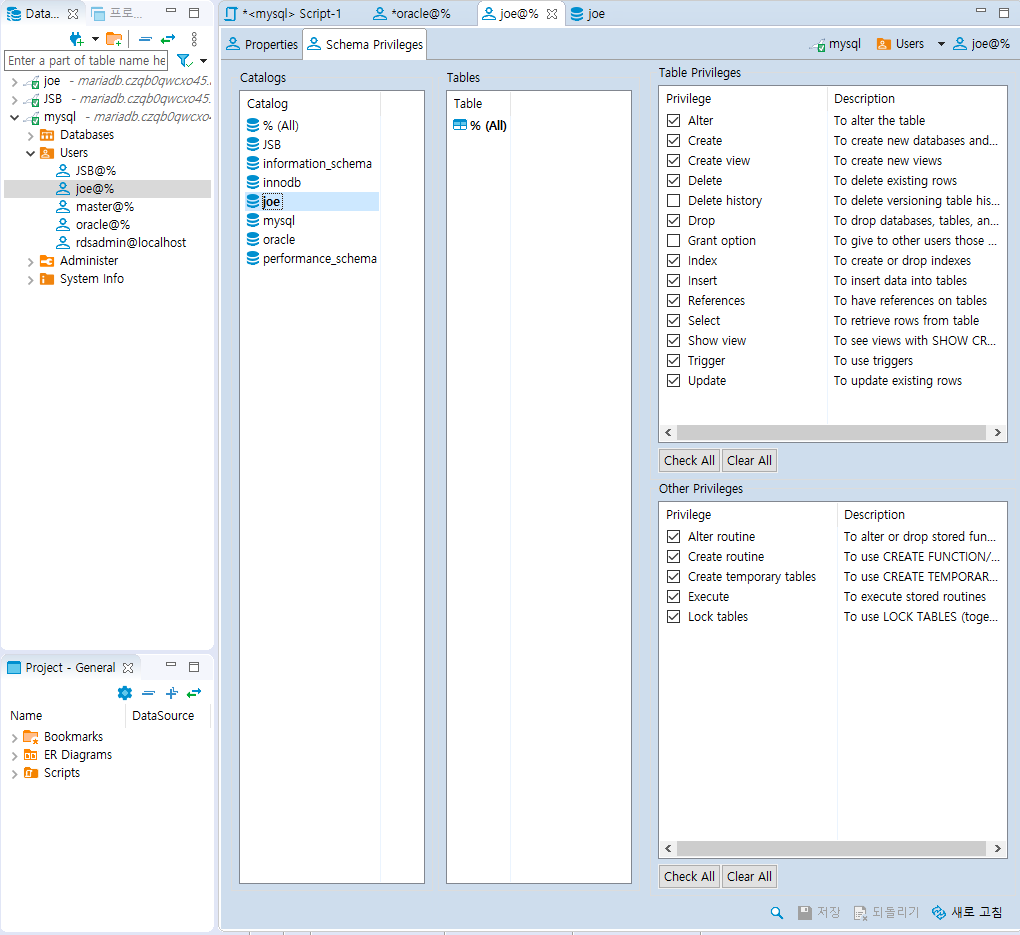 Data...
프로...
Enter a part of table name he
joe - mariadb.czqb0qwcxo45.
JSB - mariadb.czqb0qwcxo45.
mysql - mariadb.czqb0qwcxo4
Databases
Users
JSB@%
joe@%
master@%
oracle@%
rdsadmin@localhost
Administer
System Info
Project - General
Name DataSource
Bookmarks
ER Diagrams
Scripts
*<mysql> Script-1
*oracle@%
joe@%
joe
Properties
Schema Privileges
mysql Users joe@%
Catalogs
Catalog
% (All)
JSB
information_schema
innodb
joe
mysql
oracle
performance_schema
Tables
Table
% (All)
Table Privileges
Privilege Description
Alter To alter the table
Create To create new databases and...
Create view To create new views
Delete To delete existing rows
Delete history To delete versioning table his...
Drop To drop databases, tables, an...
Grant option To give to other users those ...
Index To create or drop indexes
Insert To insert data into tables
References To have references on tables
Select To retrieve rows from table
Show view To see views with SHOW CR...
Trigger To use triggers
Update To update existing rows
Check All Clear All
Other Privileges
Privilege Description
Alter routine To alter or drop stored fun...
Create routine To use CREATE FUNCTION/...
Create temporary tables To use CREATE TEMPORAR...
Execute To execute stored routines
Lock tables To use LOCK TABLES (toge...
Check All Clear All
저장 되돌리기 새로 고침